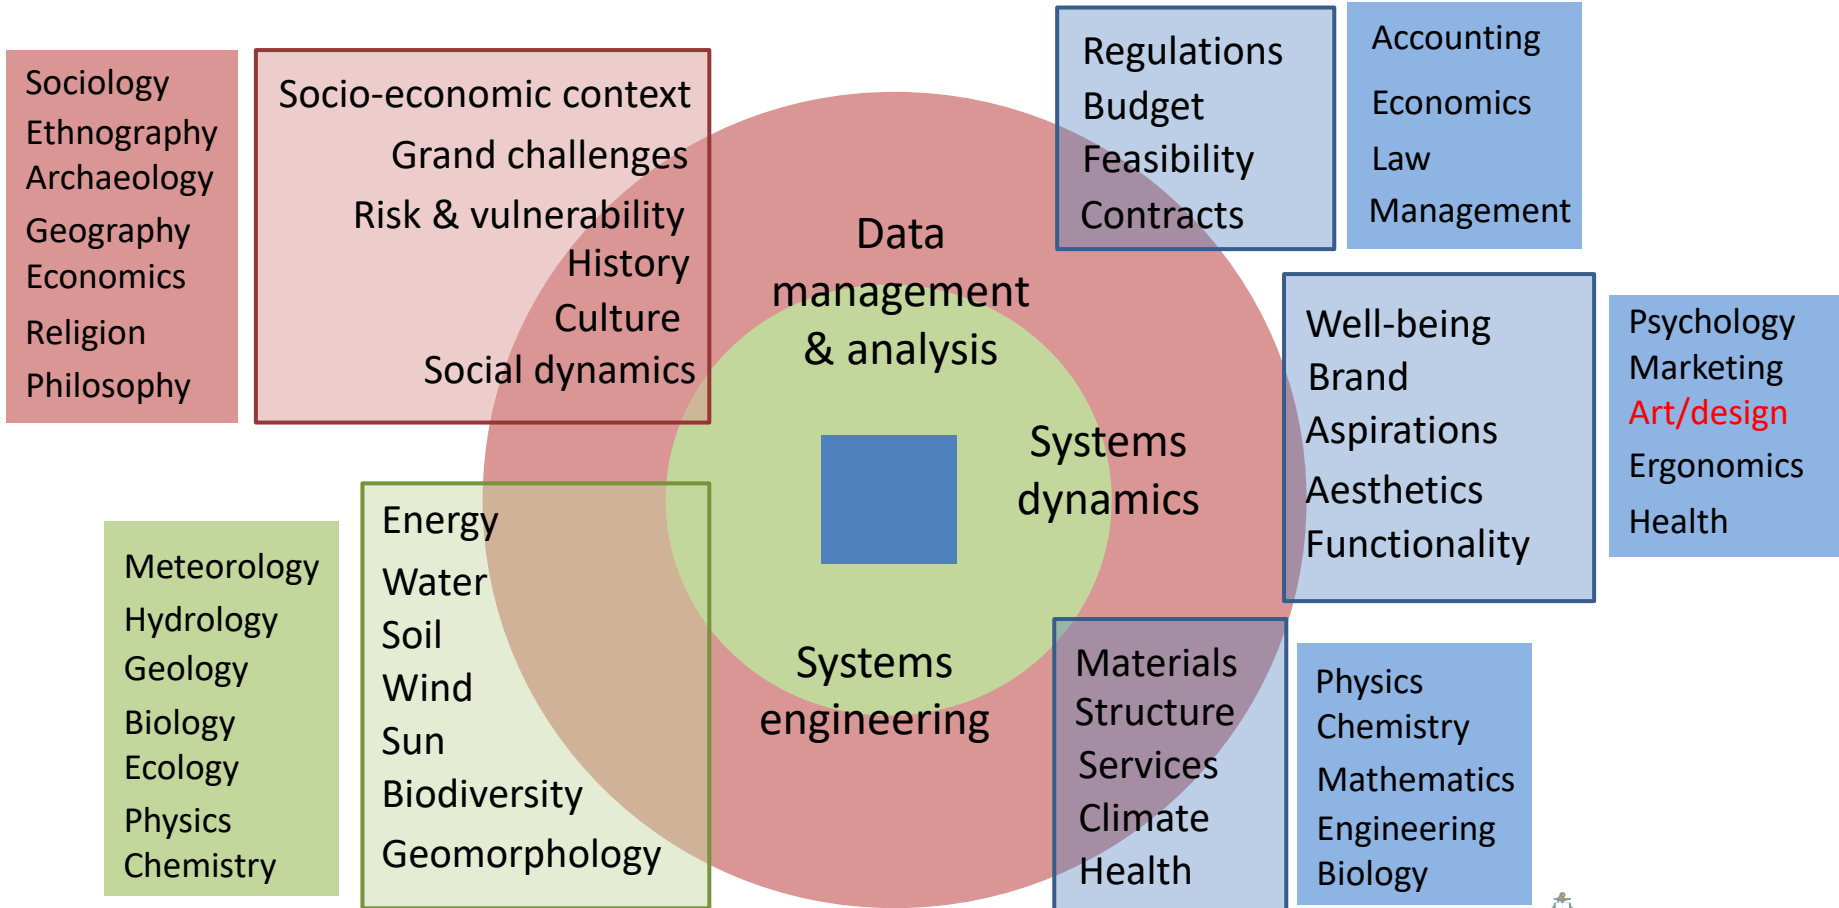 Sociology
Ethnography
Archaeology
Geography
Economics
Religion
Philosophy
Socio-economic context
Grand challenges
Risk & vulnerability
History
Culture
Social dynamics
Data
management
& analysis
Regulations
Budget
Feasibility
Contracts
Accounting
Economics
Law
Management
Systems
dynamics
Well-being
Brand
Aspirations
Aesthetics
Functionality
Psychology
Marketing
Art/design
Ergonomics
Health
Meteorology
Hydrology
Geology
Biology
Ecology
Physics
Chemistry
Energy
Water
Soil
Wind
Sun
Biodiversity
Geomorphology
Systems
engineering
Materials
Structure
Services
Climate
Health
Physics
Chemistry
Mathematics
Engineering
Biology